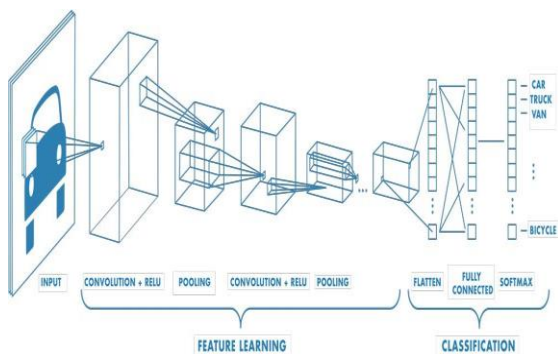 CAR
TRUCK
VAN
BICYCLE
INPUT
CONVOLUTION + RELU
POOLING
CONVOLUTION + RELU
POOLING
FLATTEN
FULLY
CONNECTED
SOFTMAX
FEATURE LEARNING
CLASSIFICATION